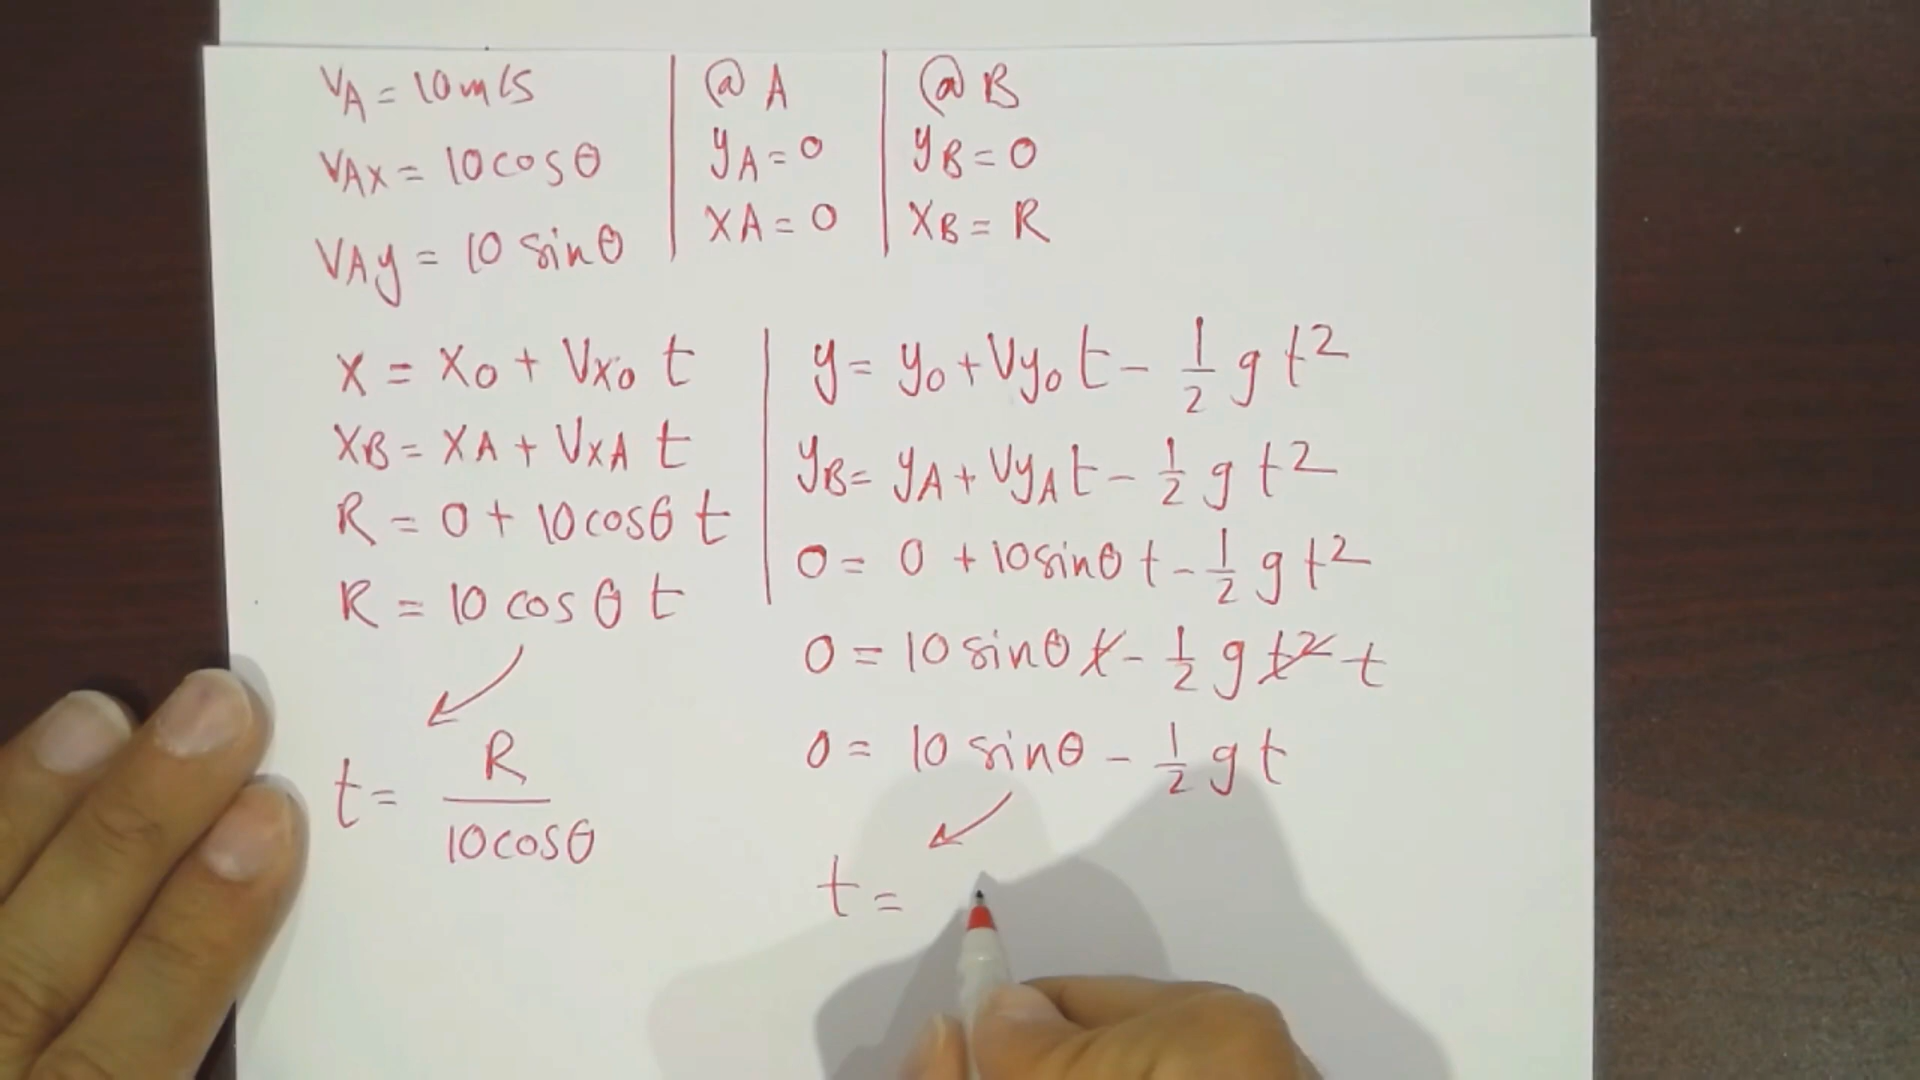 VA = 10 m/s
VAx = 10 cos θ
VAy = 10 sin θ
@ A
yA = 0
xA = 0
@ B
yB = 0
xB = R
x = x0 + Vx0 t
xB = xA + VxA t
R = 0 + 10 cos θ t
R = 10 cos θ t
t = R / 10 cos θ
y = y0 + Vy0 t - 1/2 g t²
yB = yA + VyA t - 1/2 g t²
0 = 0 + 10 sin θ t - 1/2 g t²
0 = 10 sin θ t - 1/2 g t² t
0 = 10 sin θ - 1/2 g t
t =